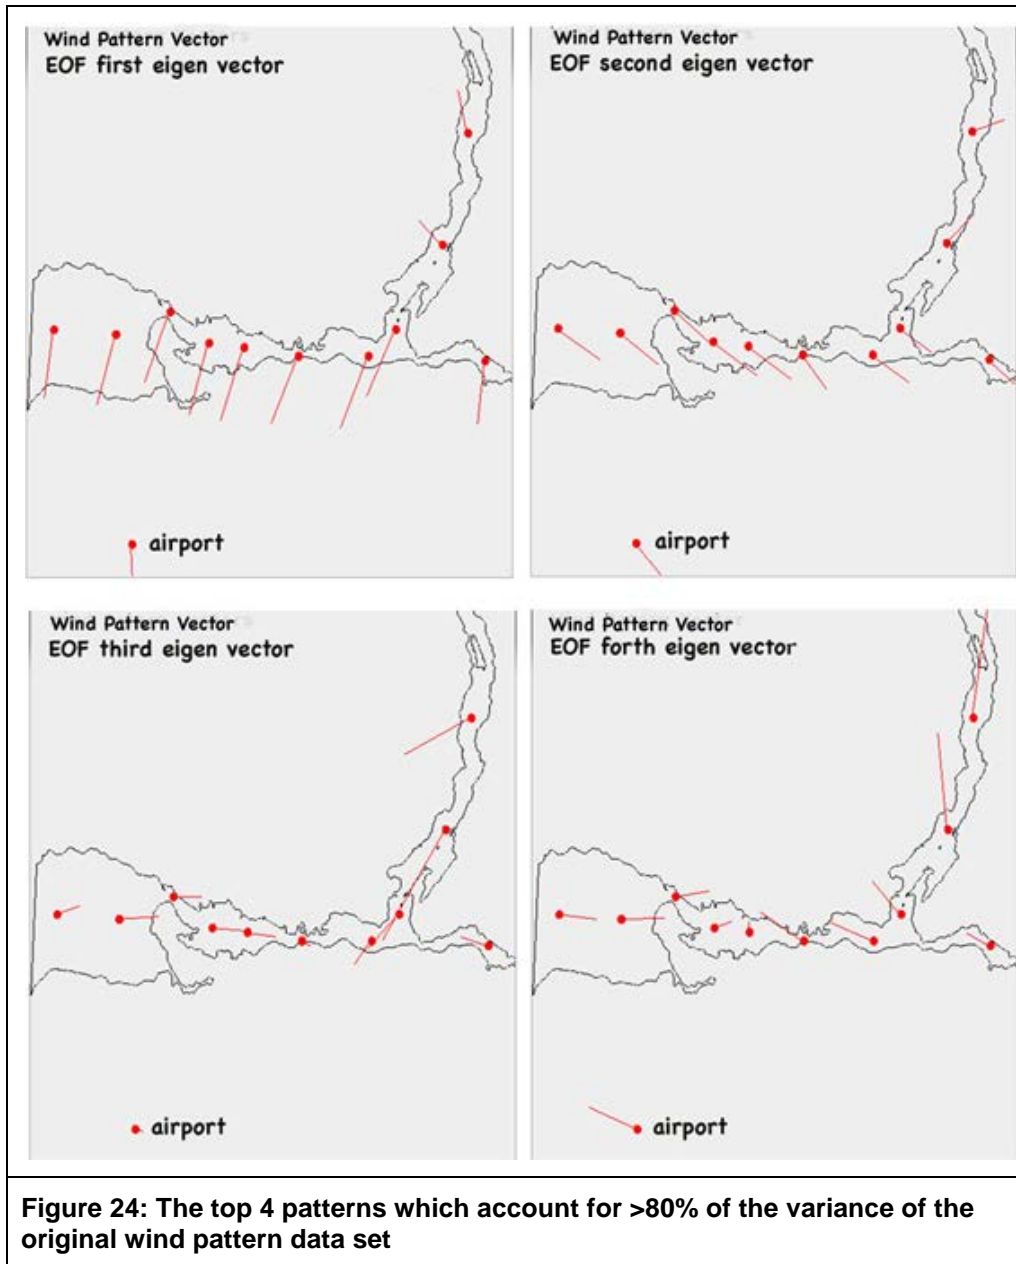 Wind Pattern Vector
EOF first eigen vector
airport
Wind Pattern Vector
EOF second eigen vector
airport
Wind Pattern Vector
EOF third eigen vector
airport
Wind Pattern Vector
EOF forth eigen vector
airport
Figure 24: The top 4 patterns which account for >80% of the variance of the
original wind pattern data set